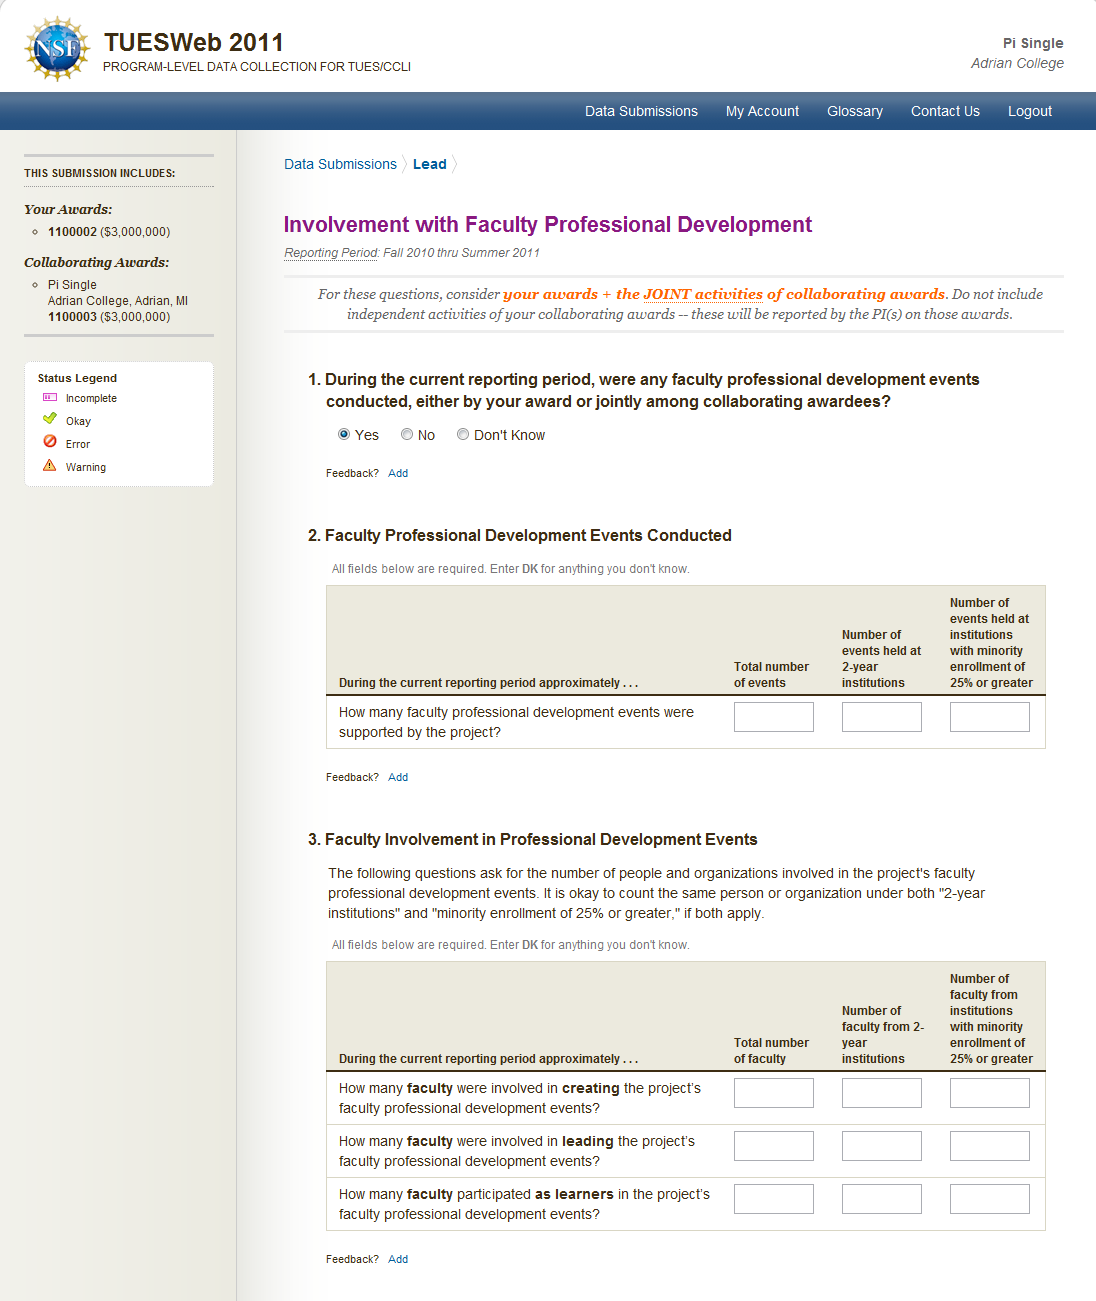 NSF
TUESWeb 2011
PROGRAM-LEVEL DATA COLLECTION FOR TUES/CCLI
Pi Single
Adrian College
Data Submissions My Account Glossary Contact Us Logout
THIS SUBMISSION INCLUDES:
Your Awards:
1100002 ($3,000,000)
Collaborating Awards:
Pi Single
Adrian College, Adrian, MI
1100003 ($3,000,000)
Status Legend
Incomplete
Okay
Error
Warning
Data Submissions Lead
Involvement with Faculty Professional Development
Reporting Period: Fall 2010 thru Summer 2011
For these questions, consider your awards + the JOINT activities of collaborating awards. Do not include
independent activities of your collaborating awards -- these will be reported by the PI(s) on those awards.
1. During the current reporting period, were any faculty professional development events
conducted, either by your award or jointly among collaborating awardees?
Yes No Don't Know
Feedback? Add
2. Faculty Professional Development Events Conducted
All fields below are required. Enter DK for anything you don't know.
During the current reporting period approximately . . .
Total number
of events
Number of
events held at
2-year
institutions
Number of
events held at
institutions
with minority
enrollment of
25% or greater
How many faculty professional development events were
supported by the project?
Feedback? Add
3. Faculty Involvement in Professional Development Events
The following questions ask for the number of people and organizations involved in the project's faculty
professional development events. It is okay to count the same person or organization under both "2-year
institutions" and "minority enrollment of 25% or greater," if both apply.
All fields below are required. Enter DK for anything you don't know.
During the current reporting period approximately . . .
Total number
of faculty
Number of
faculty from 2-
year
institutions
Number of
faculty from
institutions
with minority
enrollment of
25% or greater
How many faculty were involved in creating the project's
faculty professional development events?
How many faculty were involved in leading the project's
faculty professional development events?
How many faculty participated as learners in the project's
faculty professional development events?
Feedback? Add